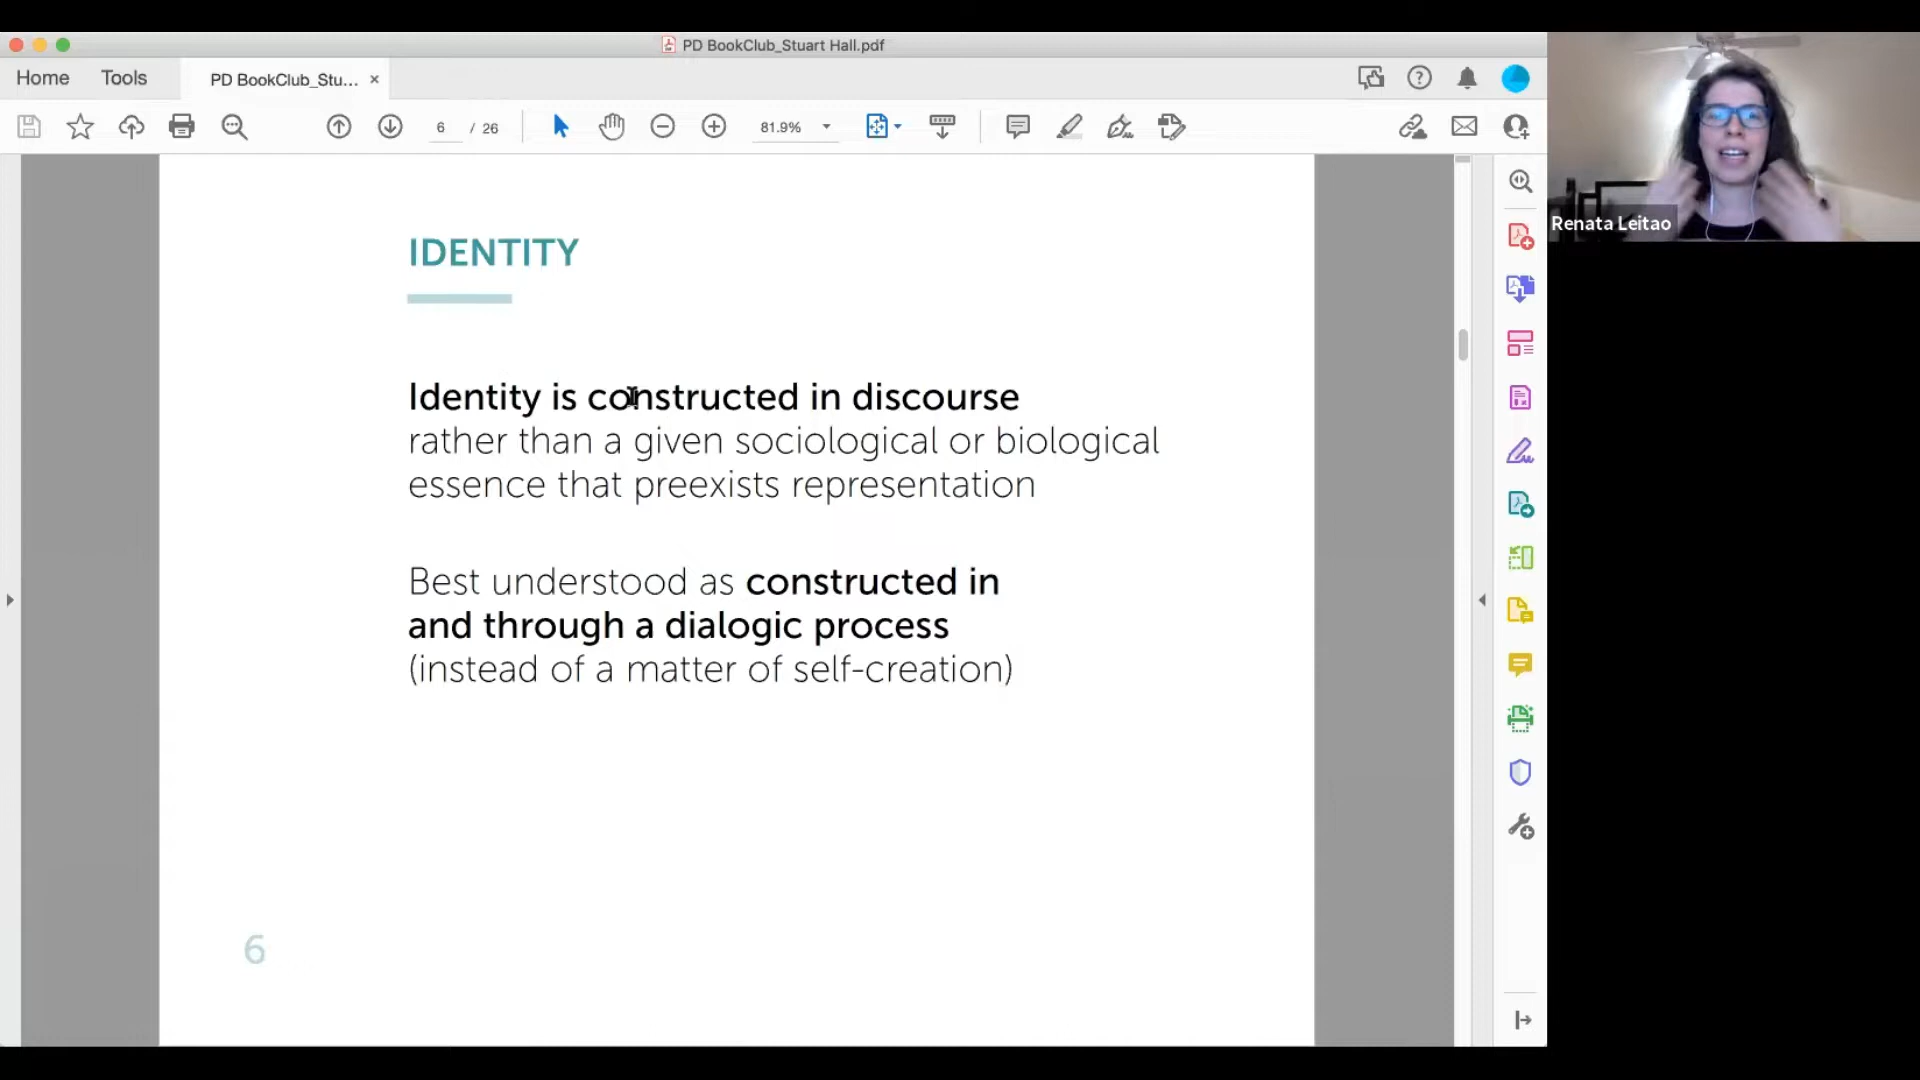 PD BookClub_Stuart Hall.pdf
Home
Tools
PD BookClub_Stu... ×
6 / 26
81.9%
Renata Leitao
IDENTITY
Identity is constructed in discourse
rather than a given sociological or biological
essence that preexists representation
Best understood as constructed in
and through a dialogic process
(instead of a matter of self-creation)
6